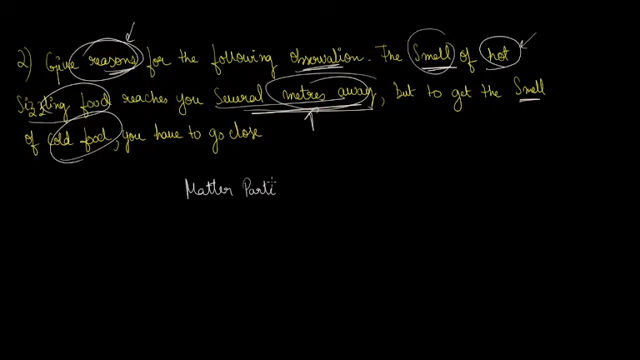 2) Give reasons for the following observation. The Smell of hot
Sizzling food reaches you Several metres away, but to get the Smell
of cold food, you have to go close
Matter Parti